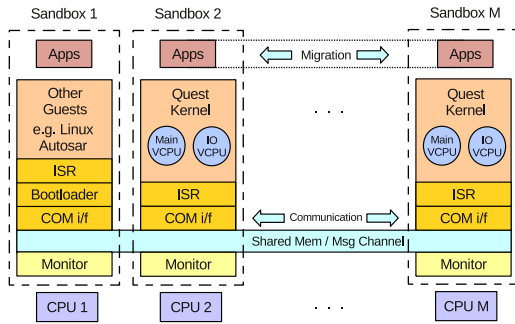 Sandbox 1
Sandbox 2
Sandbox M
Apps
Apps
Migration
Apps
Other
Guests
e.g. Linux
Autosar
Quest
Kernel
Main
VCPU
IO
VCPU
. . .
Quest
Kernel
Main
VCPU
IO
VCPU
ISR
Bootloader
COM i/f
ISR
COM i/f
Communication
ISR
COM i/f
Shared Mem / Msg Channel
Monitor
Monitor
Monitor
CPU 1
CPU 2
. . .
CPU M